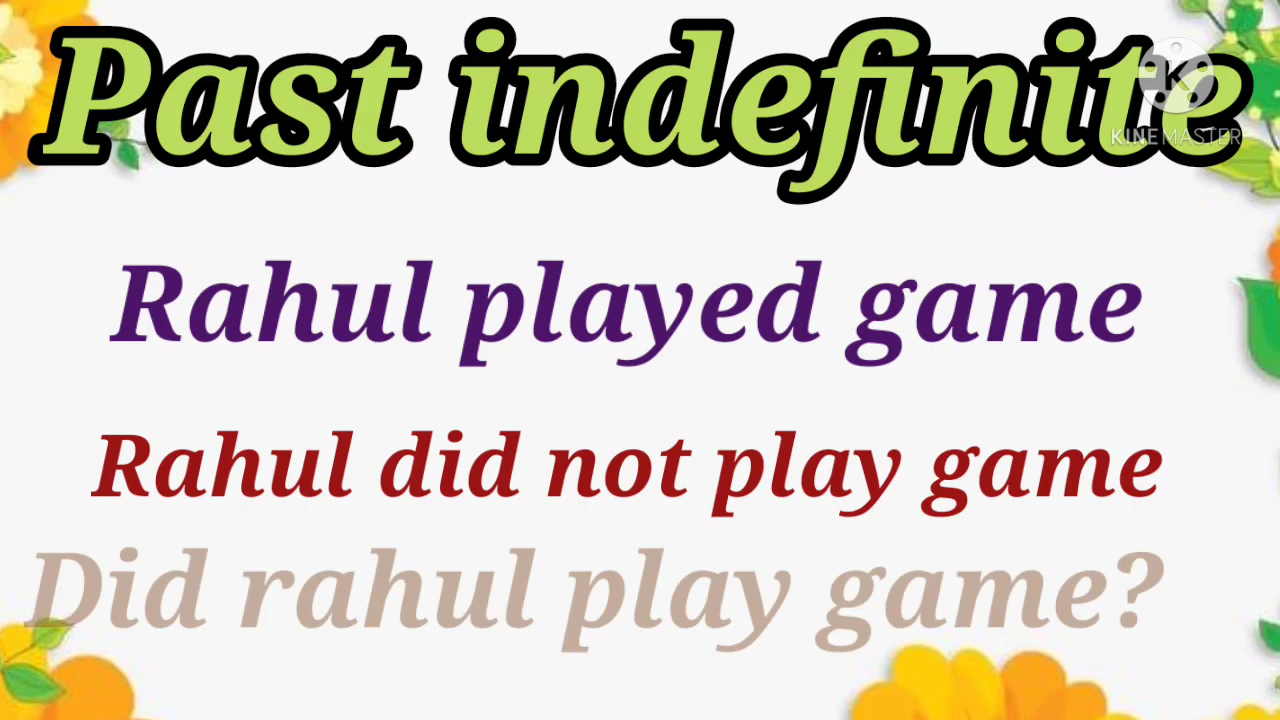 Past indefinite
KINEMASTER
Rahul played game
Rahul did not play game
Did rahul play game?